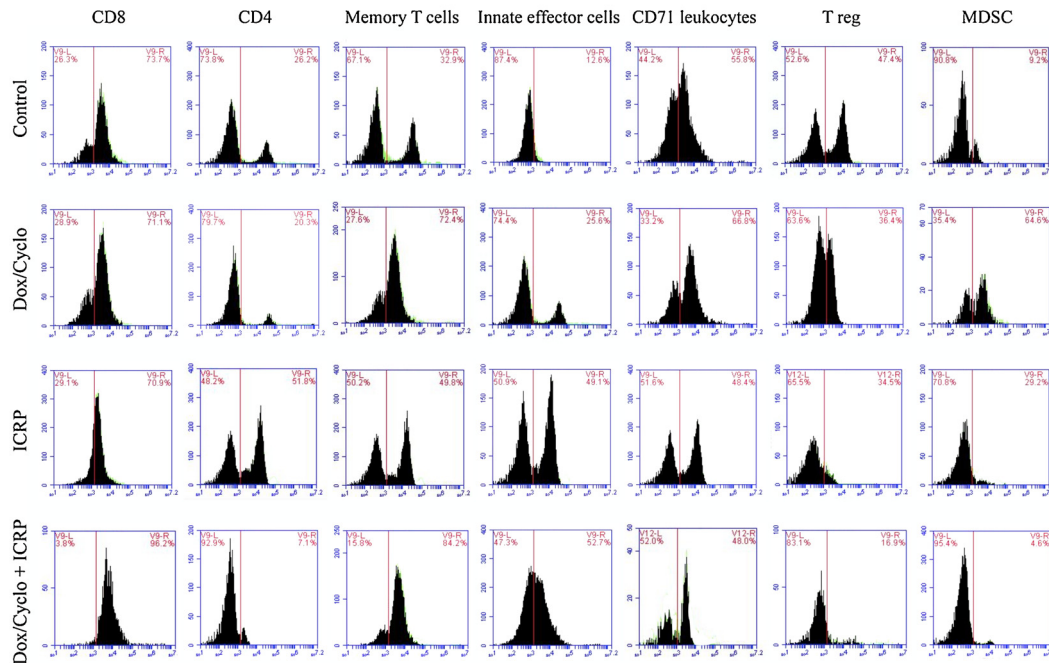 CD8 CD4 Memory T cells Innate effector cells CD71 leukocytes T reg MDSC
Control
V9-L V9-R V9-L V9-R V9-L V9-R V9-L V9-R V9-L V9-R V9-L V9-R V9-L V9-R
26.3% 73.7% 73.8% 26.2% 67.1% 32.9% 87.4% 12.6% 44.2% 55.8% 52.6% 47.4% 90.8% 9.2%
Dox/Cyclo
V9-L V9-R V9-L V9-R V9-L V9-R V9-L V9-R V9-L V9-R V9-L V9-R V9-L V9-R
28.9% 71.1% 79.7% 20.3% 27.6% 72.4% 74.4% 25.6% 33.2% 66.8% 63.6% 36.4% 35.4% 64.6%
ICRP
V9-L V9-R V9-L V9-R V9-L V9-R V9-L V9-R V9-L V9-R V12-L V12-R V9-L V9-R
29.1% 70.9% 48.2% 51.8% 50.2% 49.8% 50.9% 49.1% 51.6% 48.4% 65.5% 34.5% 70.8% 29.2%
Dox/Cyclo + ICRP
V9-L V9-R V9-L V9-R V9-L V9-R V9-L V9-R V12-L V12-R V9-L V9-R V9-L V9-R
3.8% 96.2% 92.9% 7.1% 15.8% 84.2% 47.3% 52.7% 52.0% 48.0% 83.1% 16.9% 95.4% 4.6%